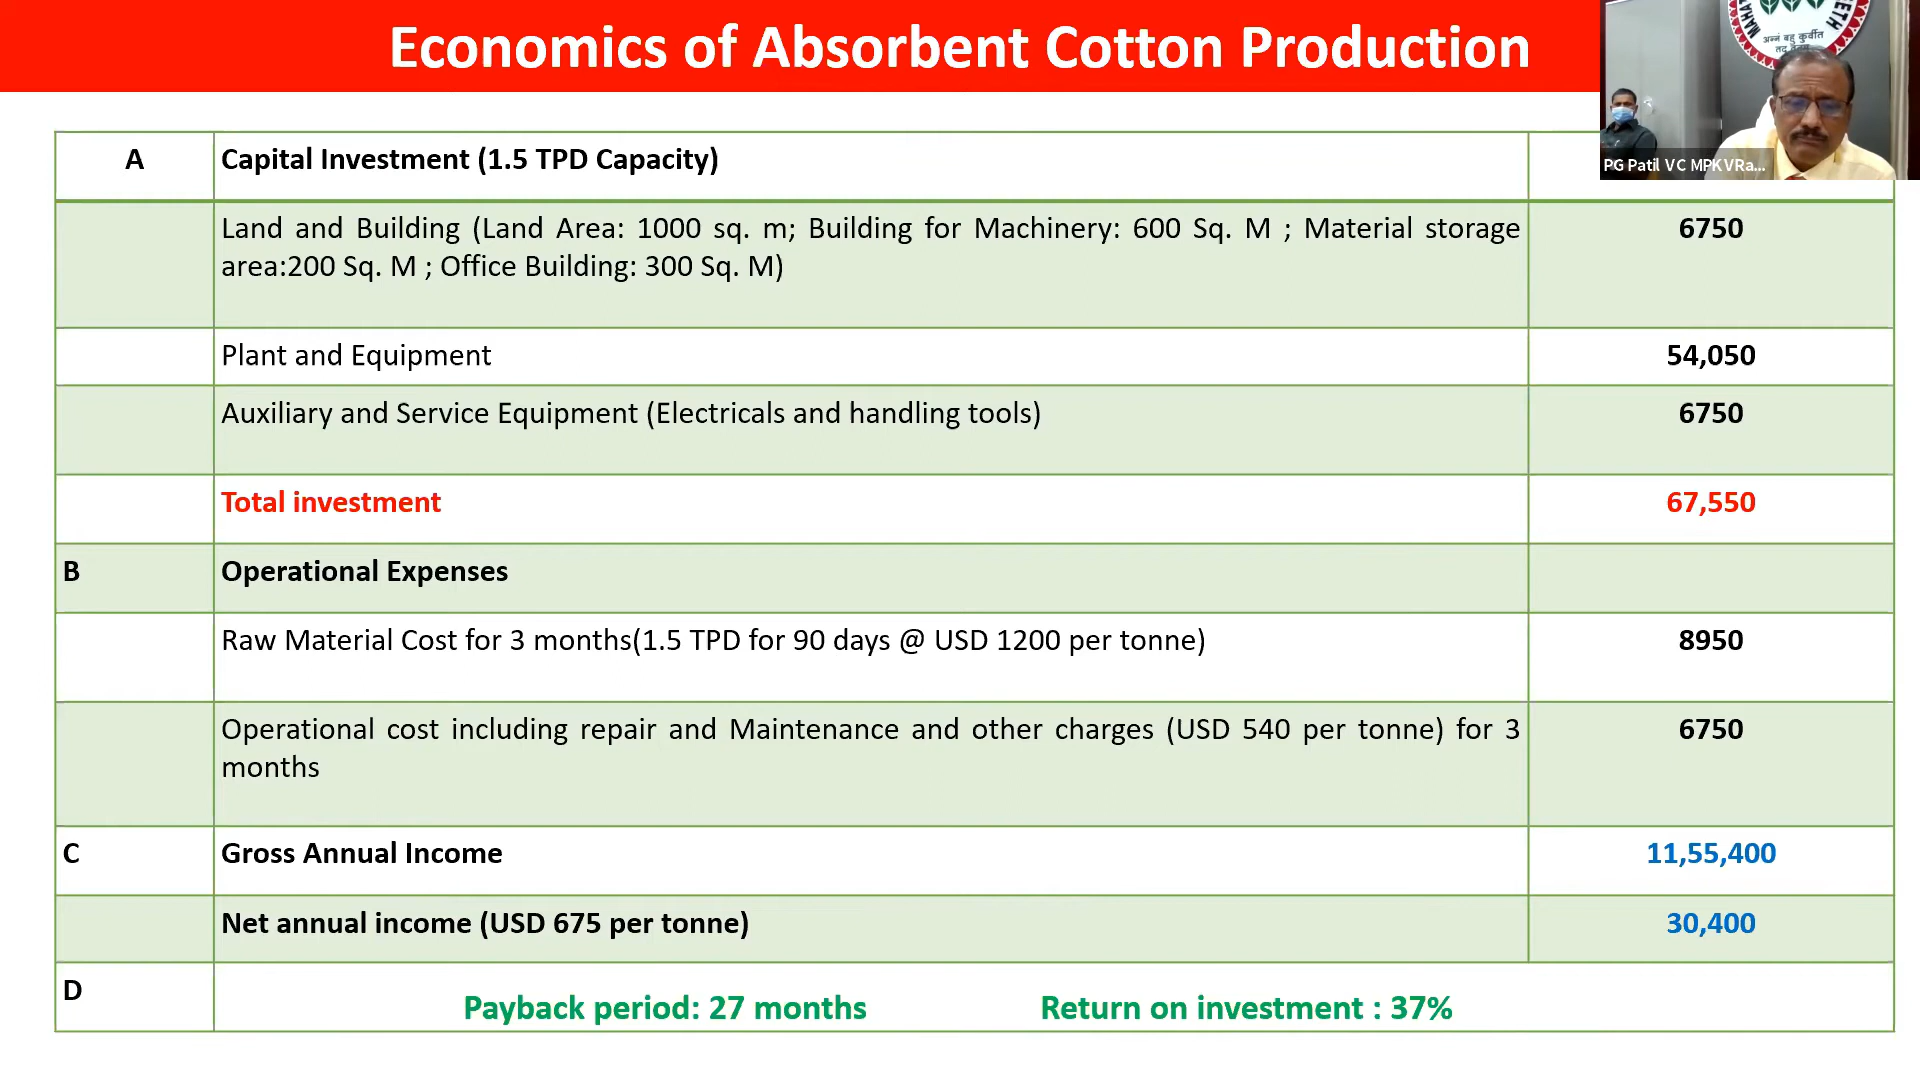 Economics of Absorbent Cotton Production
अन्नं बहु कुर्वीत
PG Patil VC MPKVRa...
A
Capital Investment (1.5 TPD Capacity)
Land and Building (Land Area: 1000 sq. m; Building for Machinery: 600 Sq. M ; Material storage
area:200 Sq. M ; Office Building: 300 Sq. M)
6750
Plant and Equipment
54,050
Auxiliary and Service Equipment (Electricals and handling tools)
6750
Total investment
67,550
B
Operational Expenses
Raw Material Cost for 3 months(1.5 TPD for 90 days @ USD 1200 per tonne)
8950
Operational cost including repair and Maintenance and other charges (USD 540 per tonne) for 3
months
6750
C
Gross Annual Income
11,55,400
Net annual income (USD 675 per tonne)
30,400
D
Payback period: 27 months
Return on investment : 37%